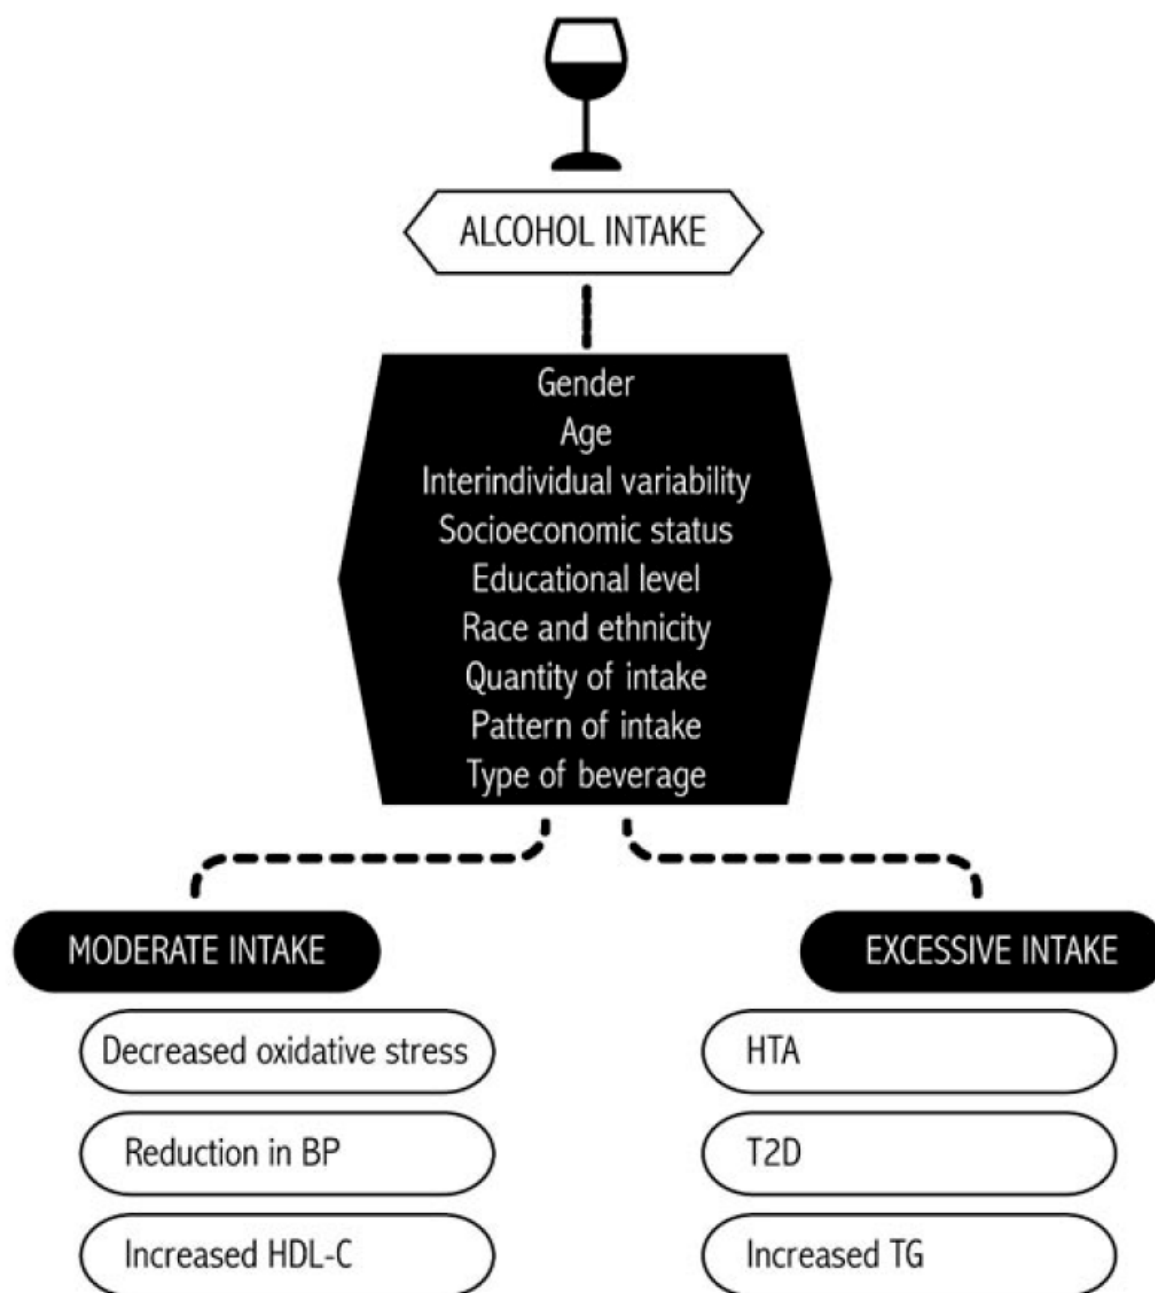 ALCOHOL INTAKE
Gender
Age
Interindividual variability
Socioeconomic status
Educational level
Race and ethnicity
Quantity of intake
Pattern of intake
Type of beverage
MODERATE INTAKE
Decreased oxidative stress
Reduction in BP
Increased HDL-C
EXCESSIVE INTAKE
HTA
T2D
Increased TG